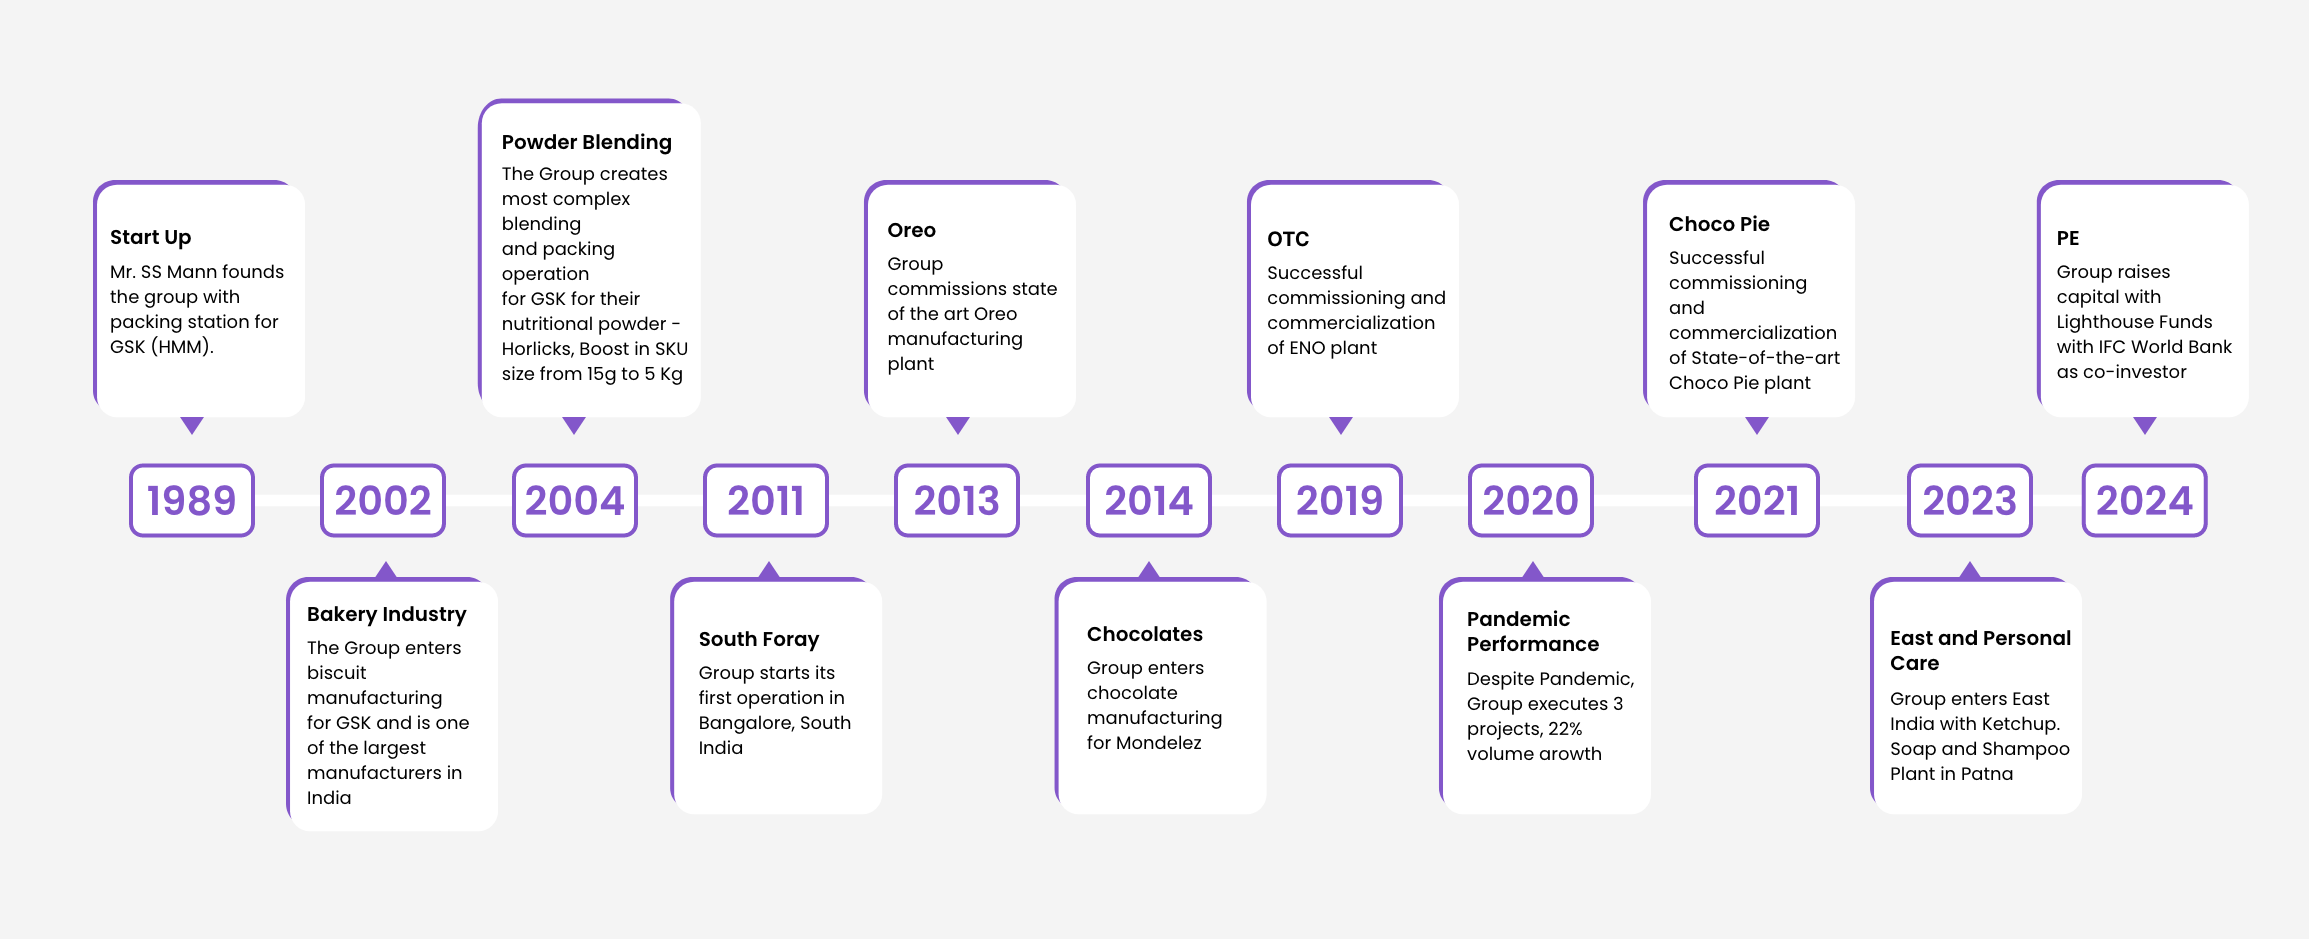 Start Up
Mr. SS Mann founds
the group with
packing station for
GSK (HMM).
Powder Blending
The Group creates
most complex
blending
and packing
operation
for GSK for their
nutritional powder -
Horlicks, Boost in SKU
size from 15g to 5 Kg
Oreo
Group
commissions state
of the art Oreo
manufacturing
plant
OTC
Successful
commissioning and
commercialization
of ENO plant
Choco Pie
Successful
commissioning
and
commercialization
of State-of-the-art
Choco Pie plant
PE
Group raises
capital with
Lighthouse Funds
with IFC World Bank
as co-investor
1989
2002
2004
2011
2013
2014
2019
2020
2021
2023
2024
Bakery Industry
The Group enters
biscuit
manufacturing
for GSK and is one
of the largest
manufacturers in
India
South Foray
Group starts its
first operation in
Bangalore, South
India
Chocolates
Group enters
chocolate
manufacturing
for Mondelez
Pandemic
Performance
Despite Pandemic,
Group executes 3
projects, 22%
volume arowth
East and Personal
Care
Group enters East
India with Ketchup.
Soap and Shampoo
Plant in Patna